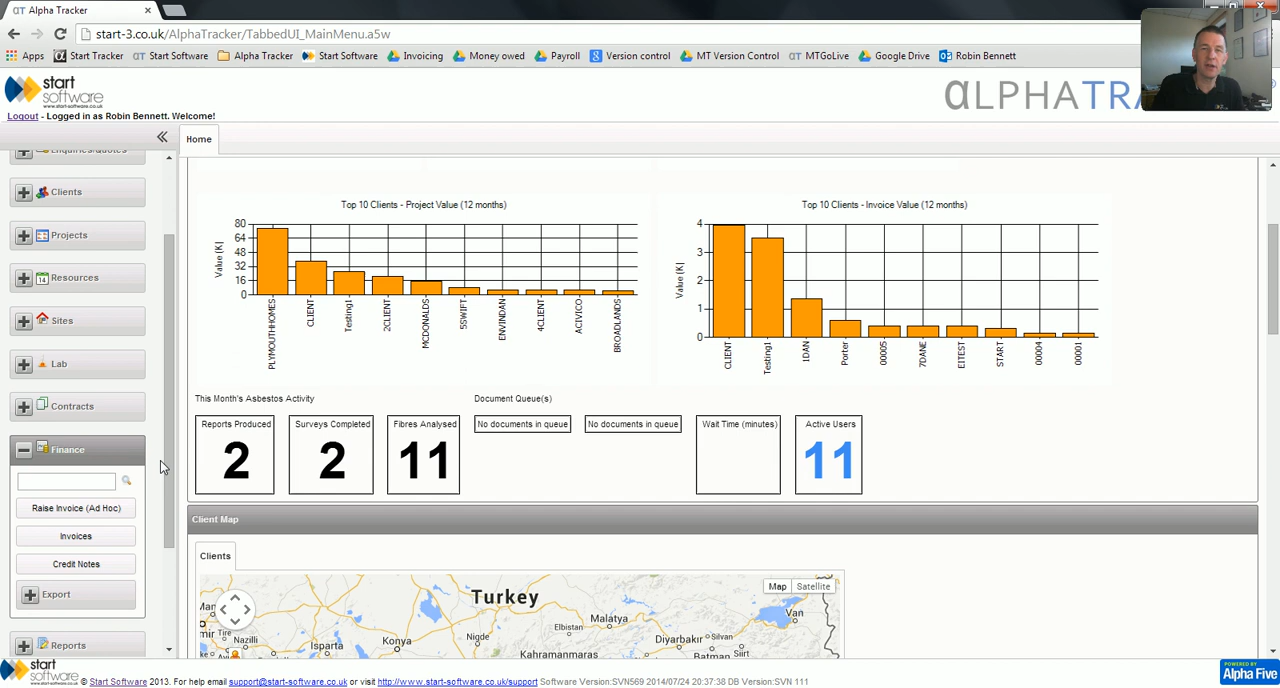 αT Alpha Tracker
start-3.co.uk/AlphaTracker/TabbedUI_MainMenu.a5w
Apps Start Tracker αT Start Software Alpha Tracker Start Software Invoicing Money owed Payroll Version control MT Version Control αT MTGoLive Google Drive Robin Bennett
start
software
www.start-software.com
αLPHATR
Logout - Logged in as Robin Bennett. Welcome!
Home
Enquiries/Quotes
Clients
Projects
Resources
Sites
Lab
Contracts
Finance
Raise Invoice (Ad Hoc)
Invoices
Credit Notes
Export
Reports
Top 10 Clients - Project Value (12 months)
Value (K)
80
64
48
32
16
0
PLYMOUTHHOMES
CLIENT
Testing1
2CLIENT
MCDONALDS
5SWIFT
ENVINDAN
4CLIENT
ACIVICO
BROADLANDS
Top 10 Clients - Invoice Value (12 months)
Value (K)
4
3
2
1
0
CLIENT
Testing1
1DAN
Porter
00005
7DANE
EITEST
START
00004
00001
This Month's Asbestos Activity
Document Queue(s)
Reports Produced
2
Surveys Completed
2
Fibres Analysed
11
No documents in queue
No documents in queue
Wait Time (minutes)
Active Users
11
Client Map
Clients
Map Satellite
Turkey
Van
Malatya
Elbistan
Konya
Nigde
Nazilli
Isparta
Diyarbakır
Silvan
Kahramanmaras
Batman
Siirt
start
software
© Start Software 2013. For help email support@start-software.co.uk or visit http://www.start-software.co.uk/support Software Version:SVN569 2014/07/24 20:37:38 DB Version:SVN 111
POWERED BY
Alpha Five